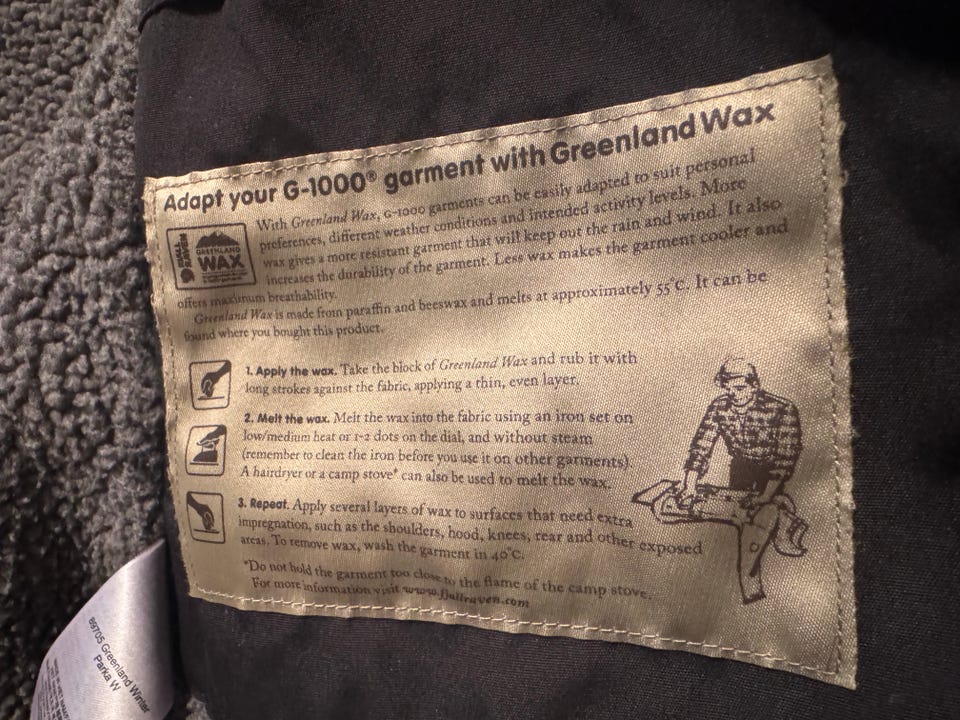 Adapt your G-1000® garment with Greenland Wax
With Greenland Wax, G-1000 garments can be easily adapted to suit personal
preferences, different weather conditions and intended activity levels. More
wax gives a more resistant garment that will keep out the rain and wind. It also
increases the durability of the garment. Less wax makes the garment cooler and
offers maximum breathability.
Greenland Wax is made from paraffin and beeswax and melts at approximately 55°C. It can be
found where you bought this product.
FJÄLL
RÄVEN
GREENLAND
WAX
1. Apply the wax. Take the block of Greenland Wax and rub it with
long strokes against the fabric, applying a thin, even layer.
2. Melt the wax. Melt the wax into the fabric using an iron set on
low/medium heat or 1-2 dots on the dial, and without steam
(remember to clean the iron before you use it on other garments).
A hairdryer or a camp stove* can also be used to melt the wax.
3. Repeat. Apply several layers of wax to surfaces that need extra
impregnation, such as the shoulders, hood, knees, rear and other exposed
areas. To remove wax, wash the garment in 40°C.
*Do not hold the garment too close to the flame of the camp stove.
For more information visit www.fjallraven.com
89705 Greenland Winter
Parka W